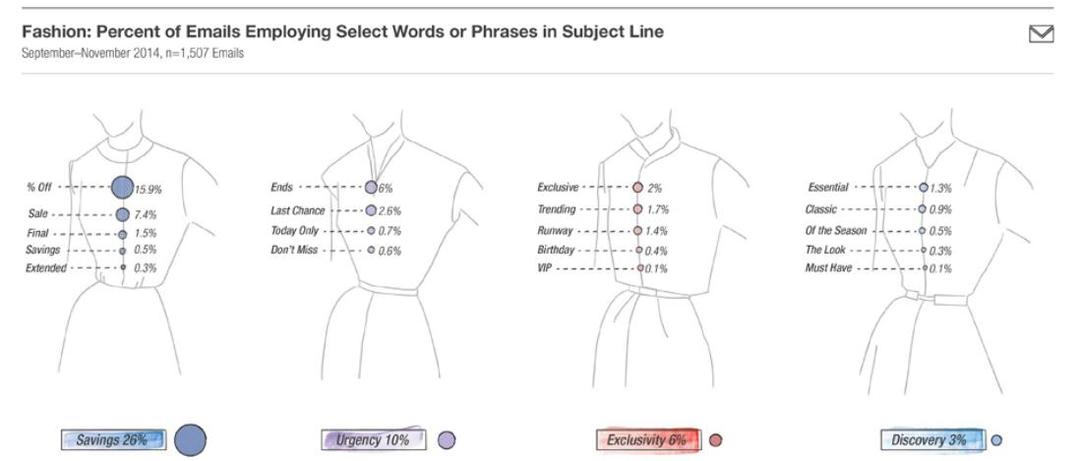 Fashion: Percent of Emails Employing Select Words or Phrases in Subject Line
September–November 2014, n=1,507 Emails
% Off 15.9%
Sale 7.4%
Final 1.5%
Savings 0.5%
Extended 0.3%
Savings 26%
Ends 6%
Last Chance 2.6%
Today Only 0.7%
Don't Miss 0.6%
Urgency 10%
Exclusive 2%
Trending 1.7%
Runway 1.4%
Birthday 0.4%
VIP 0.1%
Exclusivity 6%
Essential 1.3%
Classic 0.9%
Of the Season 0.5%
The Look 0.3%
Must Have 0.1%
Discovery 3%